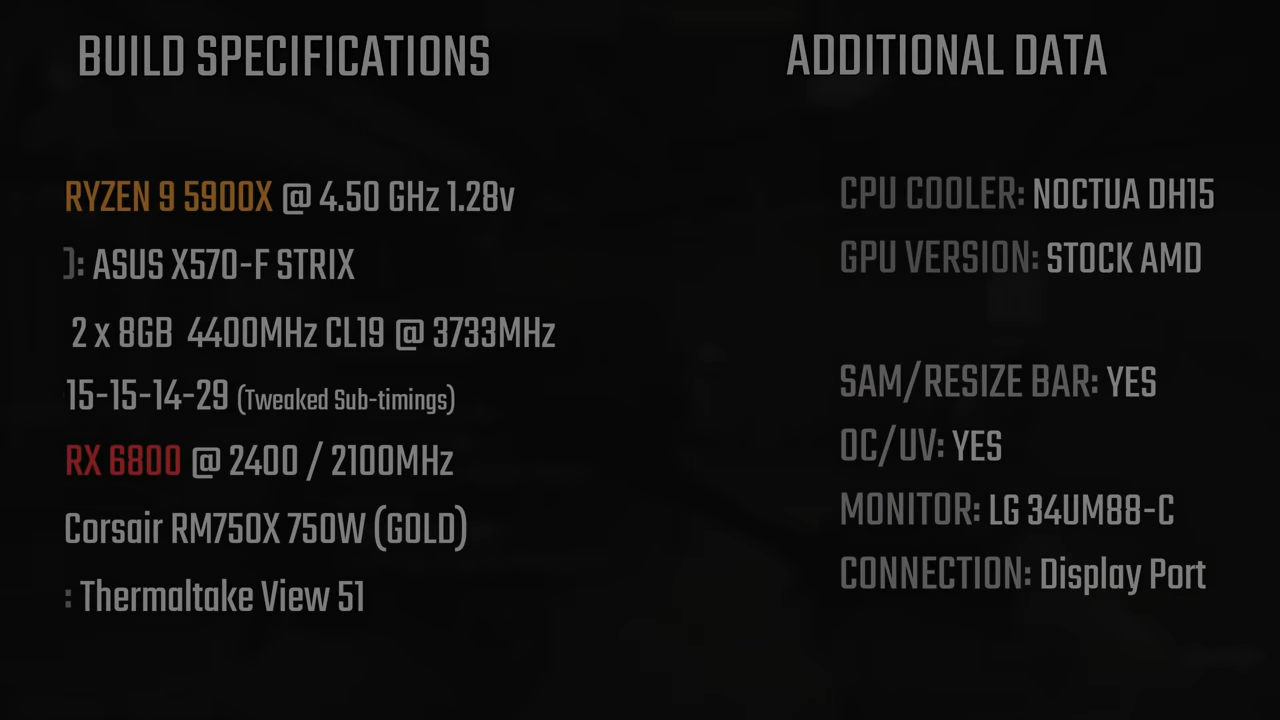 BUILD SPECIFICATIONS
RYZEN 9 5900X @ 4.50 GHz 1.28v
): ASUS X570-F STRIX
2 x 8GB 4400MHz CL19 @ 3733MHz
15-15-14-29 (Tweaked Sub-timings)
RX 6800 @ 2400 / 2100MHz
Corsair RM750X 750W (GOLD)
: Thermaltake View 51
ADDITIONAL DATA
CPU COOLER: NOCTUA DH15
GPU VERSION: STOCK AMD
SAM/RESIZE BAR: YES
OC/UV: YES
MONITOR: LG 34UM88-C
CONNECTION: Display Port